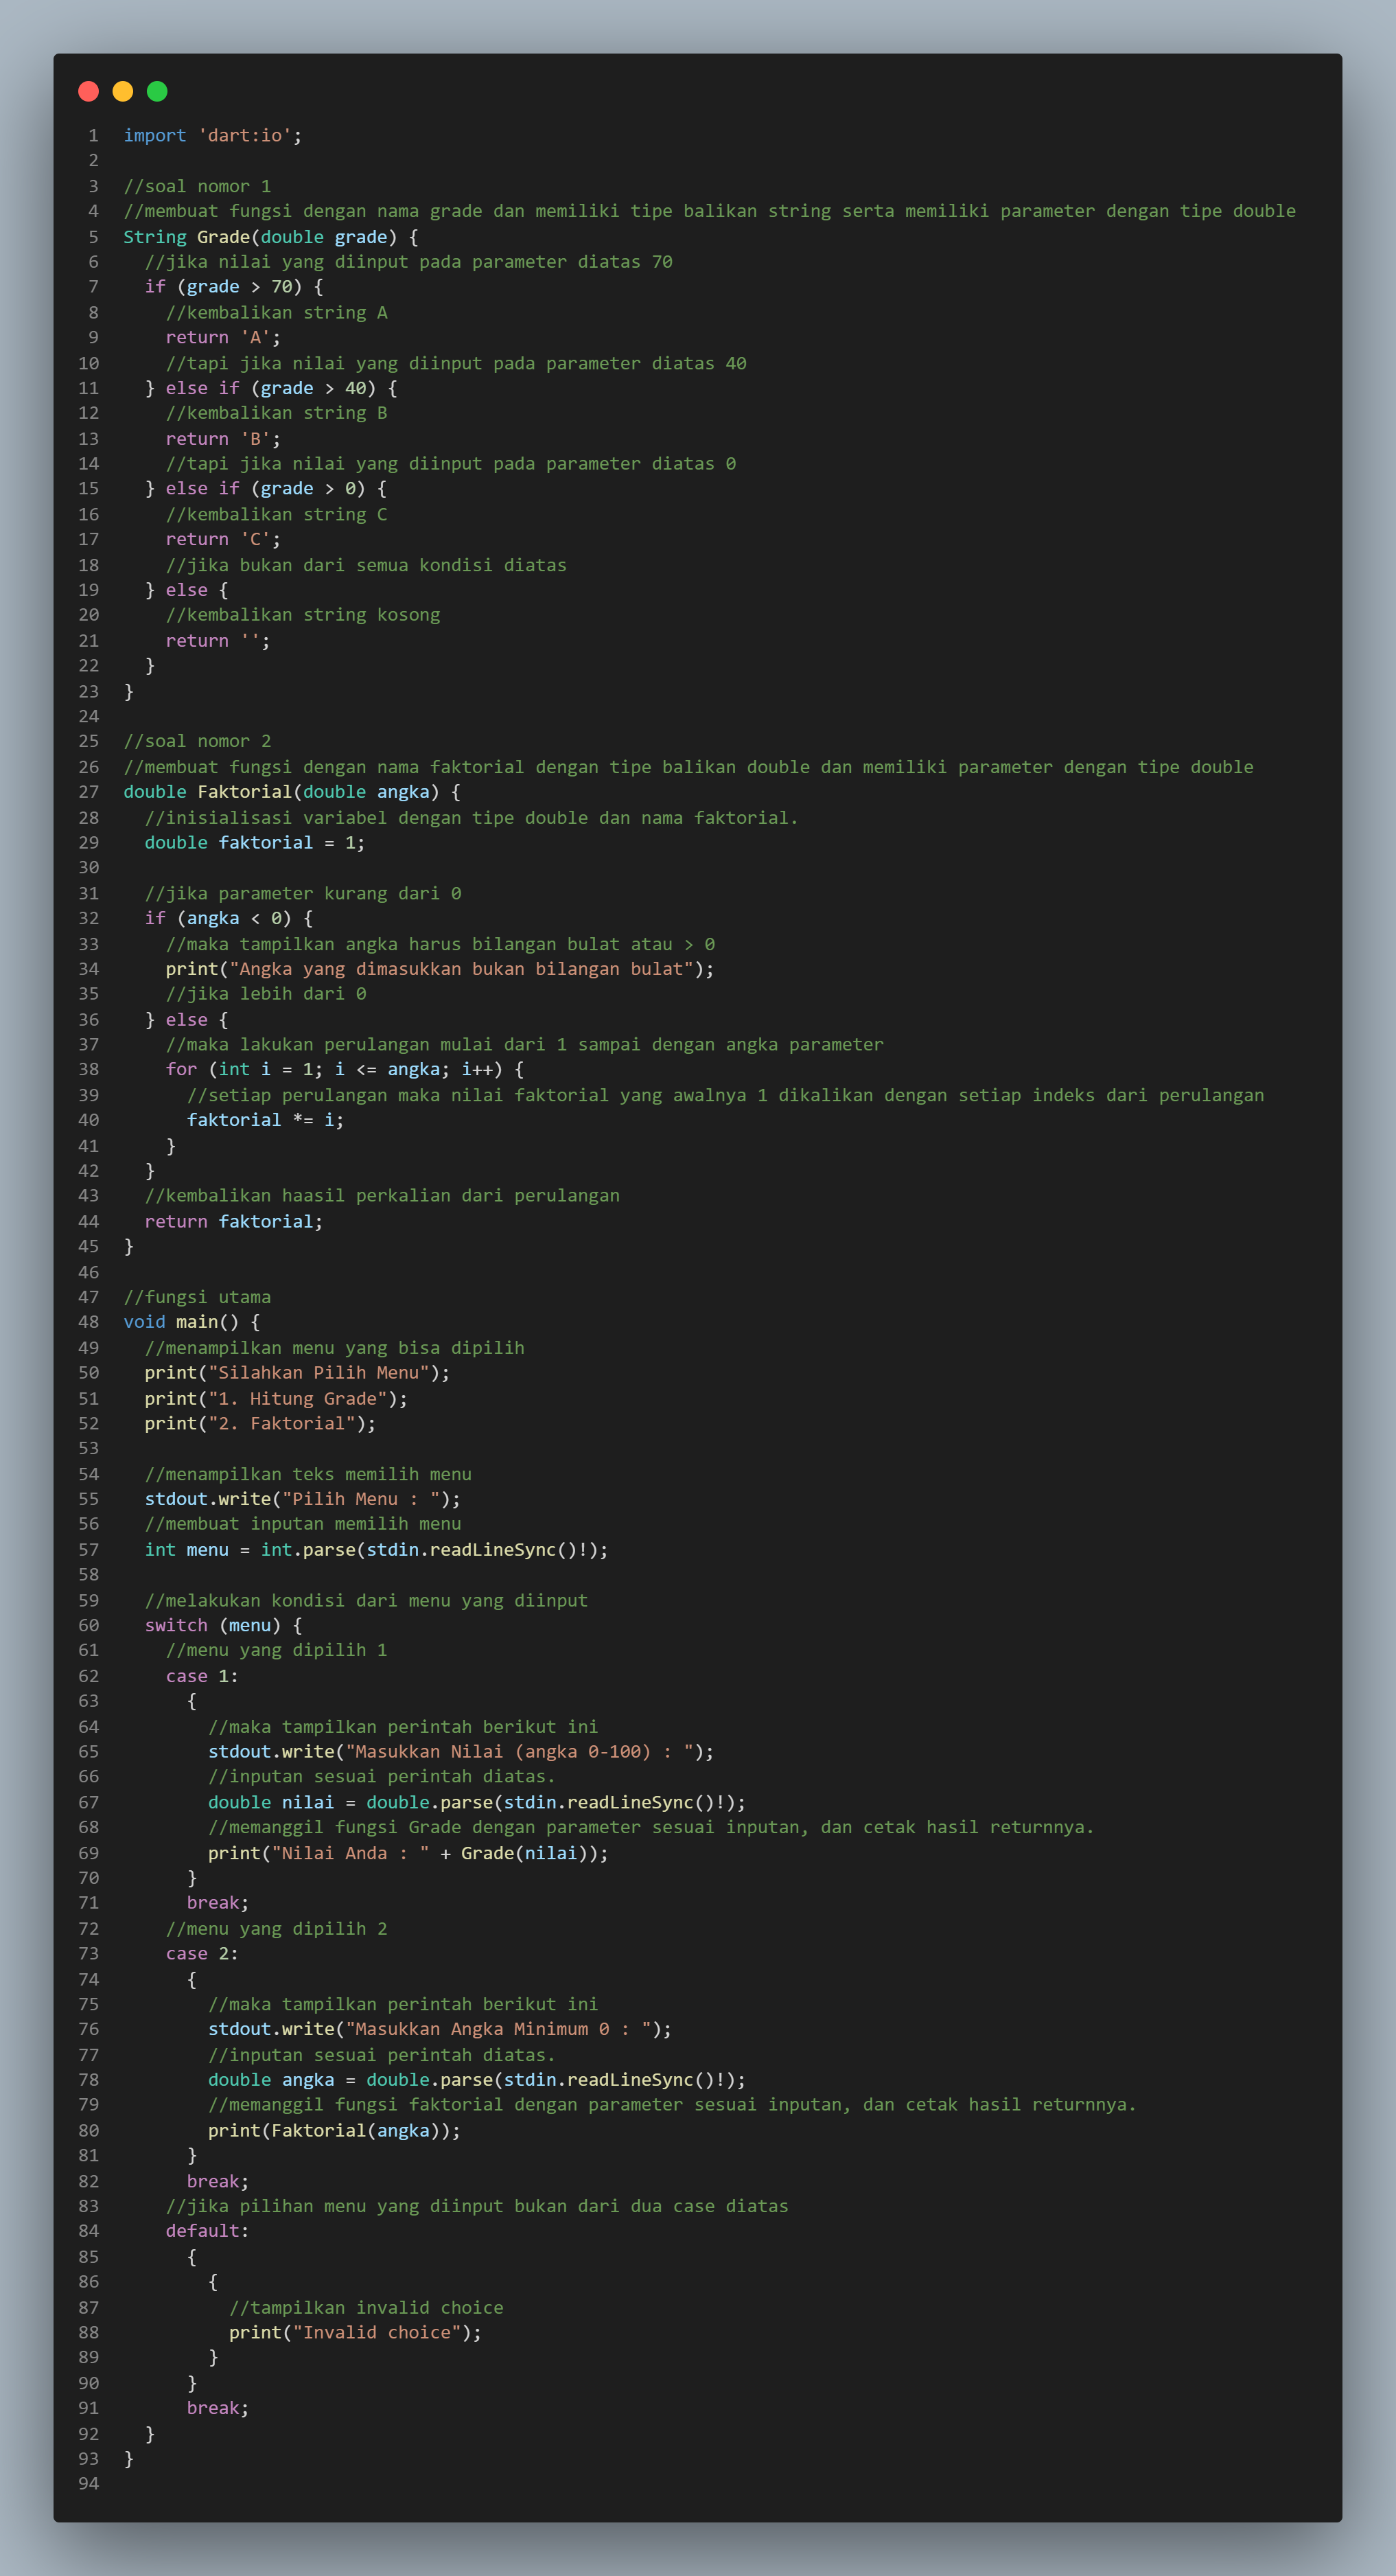 1 import 'dart:io';
2
3 //soal nomor 1
4 //membuat fungsi dengan nama grade dan memiliki tipe balikan string serta memiliki parameter dengan tipe double
5 String Grade(double grade) {
6   //jika nilai yang diinput pada parameter diatas 70
7   if (grade > 70) {
8     //kembalikan string A
9     return 'A';
10     //tapi jika nilai yang diinput pada parameter diatas 40
11   } else if (grade > 40) {
12     //kembalikan string B
13     return 'B';
14     //tapi jika nilai yang diinput pada parameter diatas 0
15   } else if (grade > 0) {
16     //kembalikan string C
17     return 'C';
18     //jika bukan dari semua kondisi diatas
19   } else {
20     //kembalikan string kosong
21     return '';
22   }
23 }
24
25 //soal nomor 2
26 //membuat fungsi dengan nama faktorial dengan tipe balikan double dan memiliki parameter dengan tipe double
27 double Faktorial(double angka) {
28   //inisialisasi variabel dengan tipe double dan nama faktorial.
29   double faktorial = 1;
30
31   //jika parameter kurang dari 0
32   if (angka < 0) {
33     //maka tampilkan angka harus bilangan bulat atau > 0
34     print("Angka yang dimasukkan bukan bilangan bulat");
35     //jika lebih dari 0
36   } else {
37     //maka lakukan perulangan mulai dari 1 sampai dengan angka parameter
38     for (int i = 1; i <= angka; i++) {
39       //setiap perulangan maka nilai faktorial yang awalnya 1 dikalikan dengan setiap indeks dari perulangan
40       faktorial *= i;
41     }
42   }
43   //kembalikan haasil perkalian dari perulangan
44   return faktorial;
45 }
46
47 //fungsi utama
48 void main() {
49   //menampilkan menu yang bisa dipilih
50   print("Silahkan Pilih Menu");
51   print("1. Hitung Grade");
52   print("2. Faktorial");
53
54   //menampilkan teks memilih menu
55   stdout.write("Pilih Menu : ");
56   //membuat inputan memilih menu
57   int menu = int.parse(stdin.readLineSync()!);
58
59   //melakukan kondisi dari menu yang diinput
60   switch (menu) {
61     //menu yang dipilih 1
62     case 1:
63       {
64         //maka tampilkan perintah berikut ini
65         stdout.write("Masukkan Nilai (angka 0-100) : ");
66         //inputan sesuai perintah diatas.
67         double nilai = double.parse(stdin.readLineSync()!);
68         //memanggil fungsi Grade dengan parameter sesuai inputan, dan cetak hasil returnnya.
69         print("Nilai Anda : " + Grade(nilai));
70       }
71       break;
72     //menu yang dipilih 2
73     case 2:
74       {
75         //maka tampilkan perintah berikut ini
76         stdout.write("Masukkan Angka Minimum 0 : ");
77         //inputan sesuai perintah diatas.
78         double angka = double.parse(stdin.readLineSync()!);
79         //memanggil fungsi faktorial dengan parameter sesuai inputan, dan cetak hasil returnnya.
80         print(Faktorial(angka));
81       }
82       break;
83     //jika pilihan menu yang diinput bukan dari dua case diatas
84     default:
85       {
86         {
87           //tampilkan invalid choice
88           print("Invalid choice");
89         }
90       }
91       break;
92   }
93 }
94